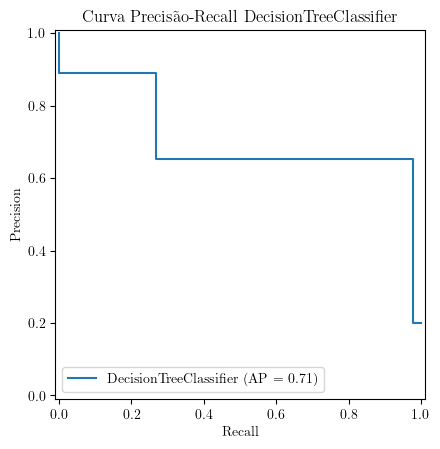 Curva Precisão-Recall DecisionTreeClassifier
1.0
0.8
0.6
0.4
0.2
0.0
Precision
DecisionTreeClassifier (AP = 0.71)
0.0 0.2 0.4 0.6 0.8 1.0
Recall